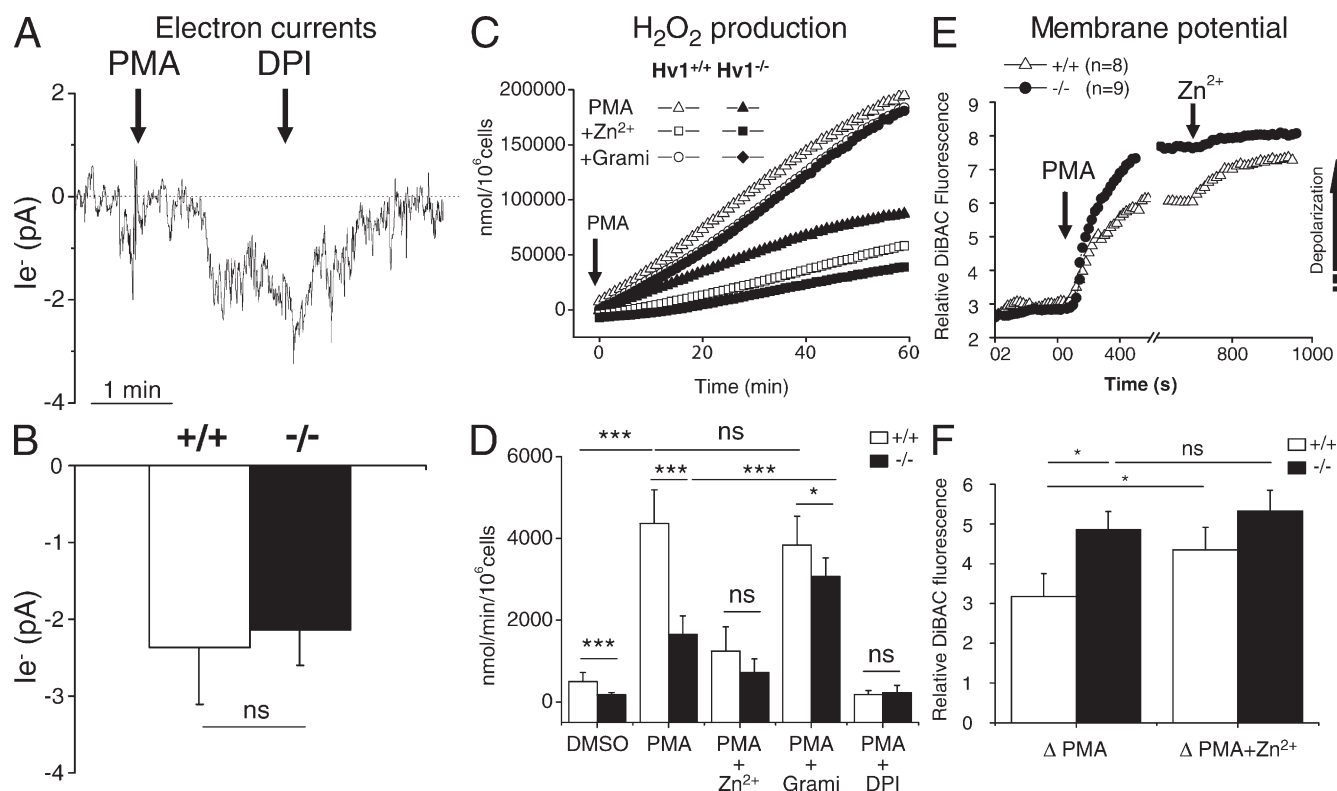 A Electron currents
PMA DPI
2
0
-2
-4
Ie⁻ (pA)
1 min
B +/+ -/-
0
-1
-2
-3
-4
Ie⁻ (pA)
ns
C H₂O₂ production
Hv1⁺/⁺ Hv1⁻/⁻
PMA
+Zn²⁺
+Grami
200000
150000
100000
50000
0
nmol/10⁶cells
PMA
0 20 40 60
Time (min)
D +/+
-/-
*** ns
*** ***
*
ns
***
ns
6000
4000
2000
0
nmol/min/10⁶cells
DMSO PMA PMA PMA PMA
+ + +
Zn²⁺ Grami DPI
E Membrane potential
+/+ (n=8)
-/- (n=9)
Zn²⁺
PMA
9
8
7
6
5
4
3
2
Relative DiBAC Fluorescence
Depolarization
02 00 400 800 1000
Time (s)
F +/+
-/-
* ns
*
6
5
4
3
2
1
0
Relative DiBAC fluorescence
Δ PMA Δ PMA+Zn²⁺